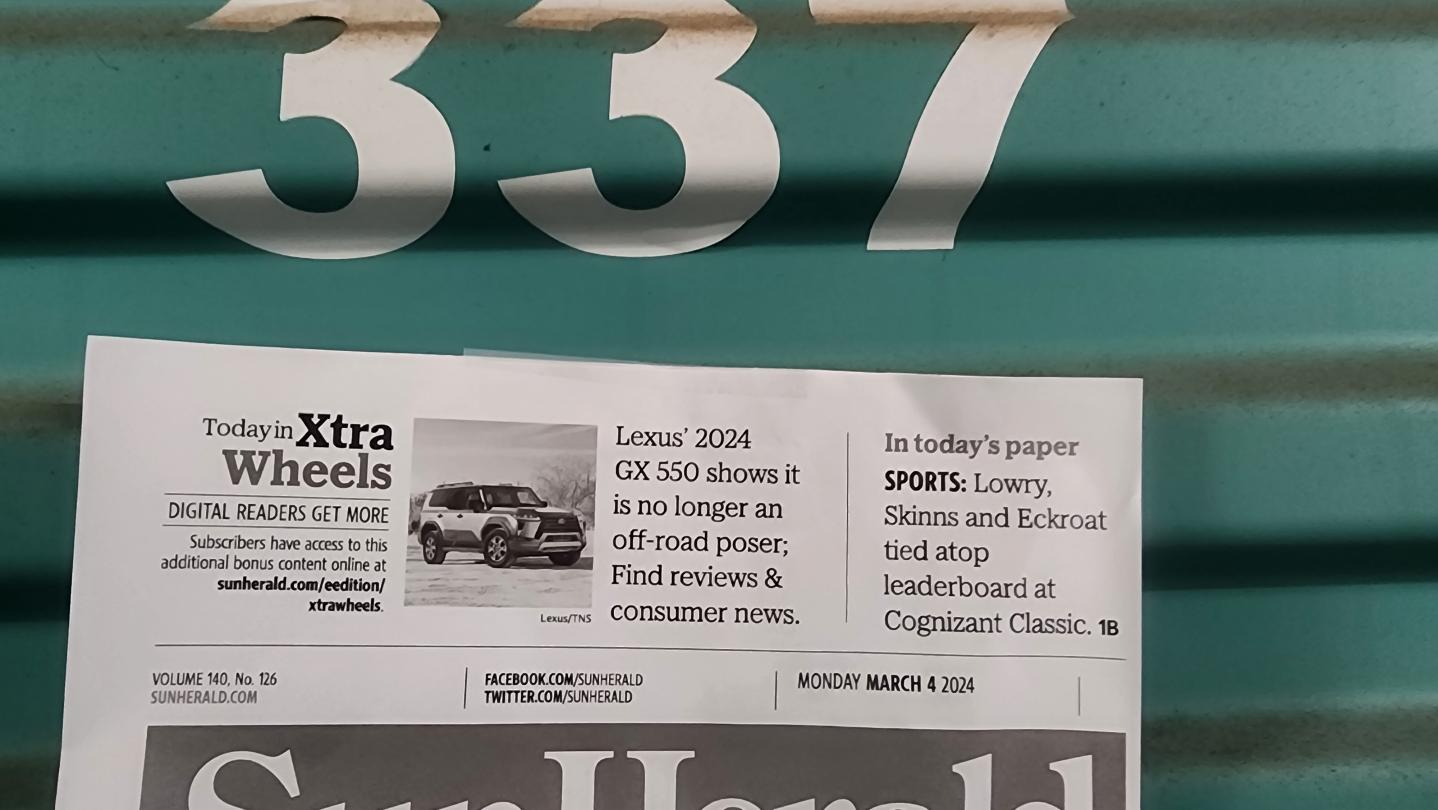 337
Today in Xtra
Wheels
DIGITAL READERS GET MORE
Subscribers have access to this
additional bonus content online at
sunherald.com/eedition/
xtrawheels.
Lexus/TNS
Lexus’ 2024
GX 550 shows it
is no longer an
off-road poser;
Find reviews &
consumer news.
In today’s paper
SPORTS: Lowry,
Skinns and Eckroat
tied atop
leaderboard at
Cognizant Classic. 1B
VOLUME 140, No. 126
SUNHERALD.COM
FACEBOOK.COM/SUNHERALD
TWITTER.COM/SUNHERALD
MONDAY MARCH 4 2024
Sun Herald